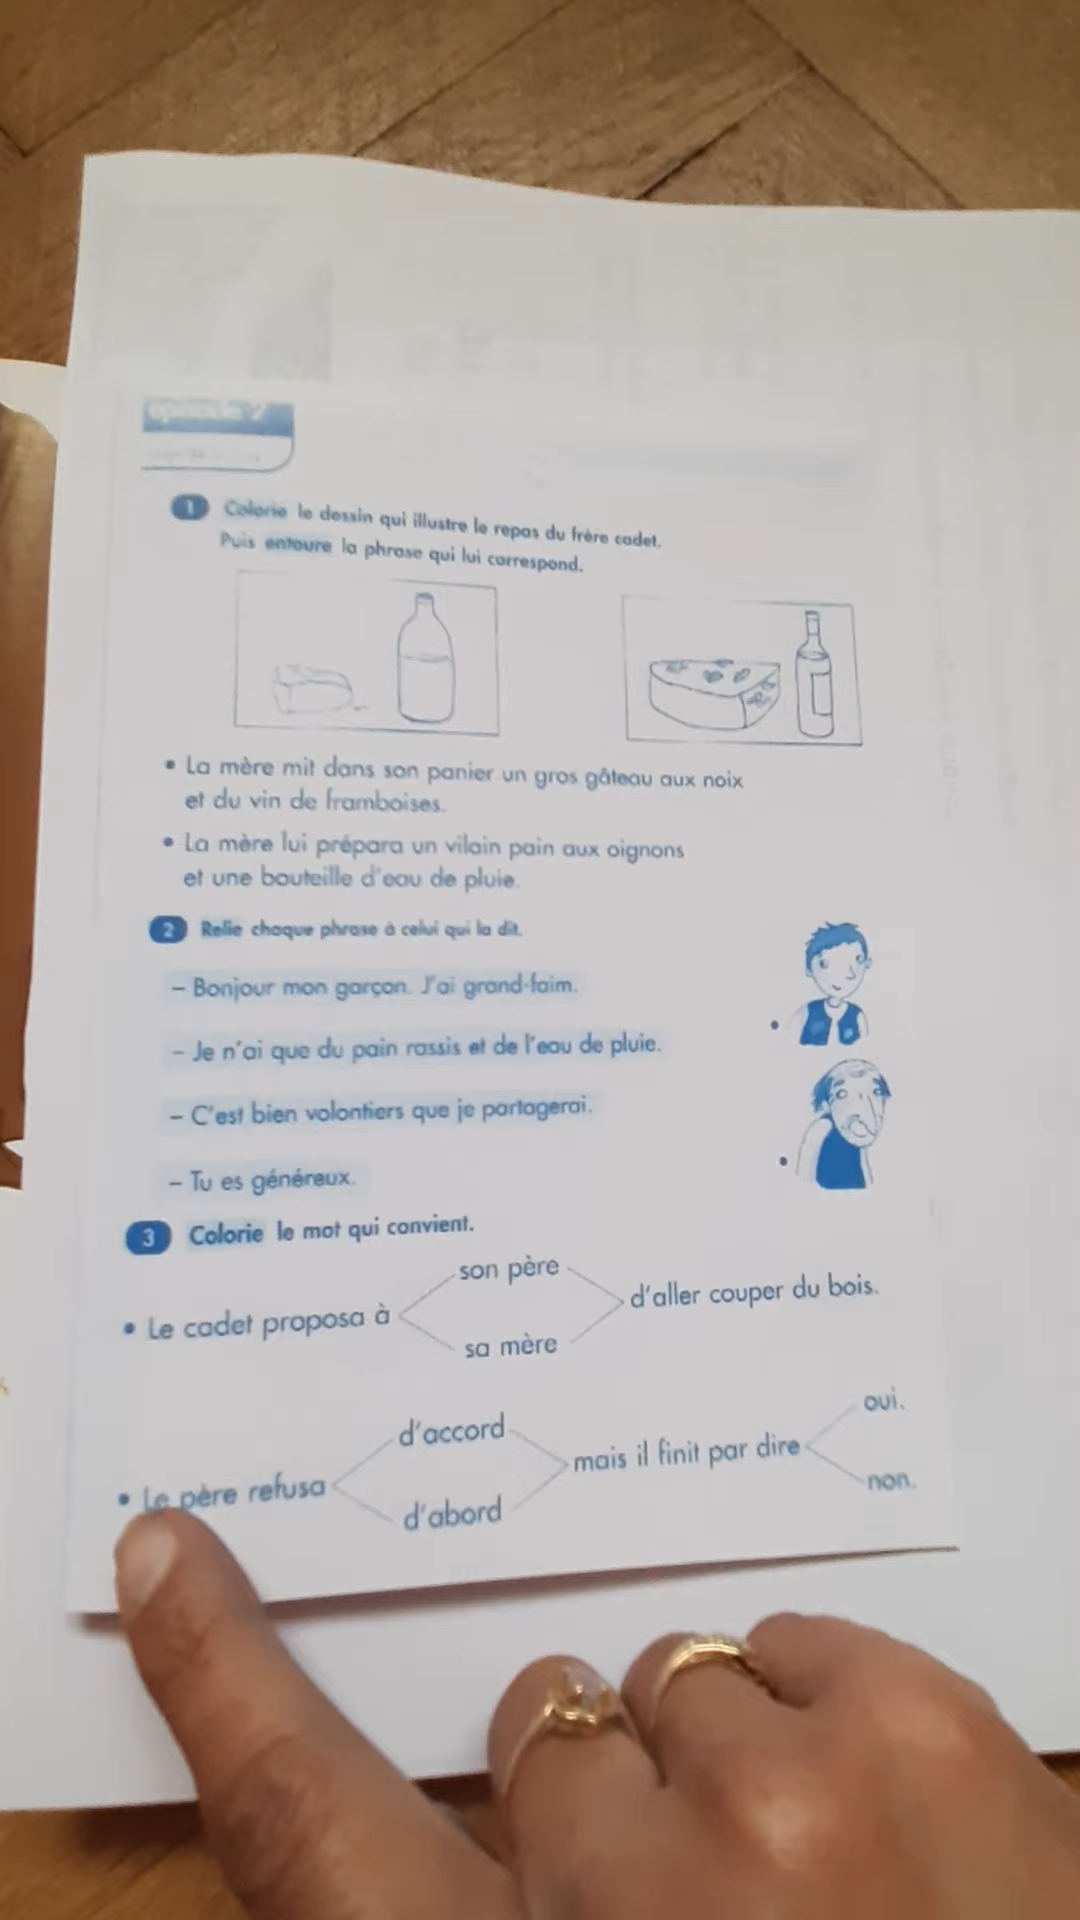 épisode 2
1 Colorie le dessin qui illustre le repas du frère cadet.
Puis entoure la phrase qui lui correspond.
• La mère mit dans son panier un gros gâteau aux noix
et du vin de framboises.
• La mère lui prépara un vilain pain aux oignons
et une bouteille d'eau de pluie.
2 Relie chaque phrase à celui qui la dit.
– Bonjour mon garçon. J'ai grand-faim.
– Je n'ai que du pain rassis et de l'eau de pluie.
– C'est bien volontiers que je partagerai.
– Tu es généreux.
3 Colorie le mot qui convient.
son père
• Le cadet proposa à d'aller couper du bois.
sa mère
d'accord oui.
• Le père refusa mais il finit par dire
d'abord non.